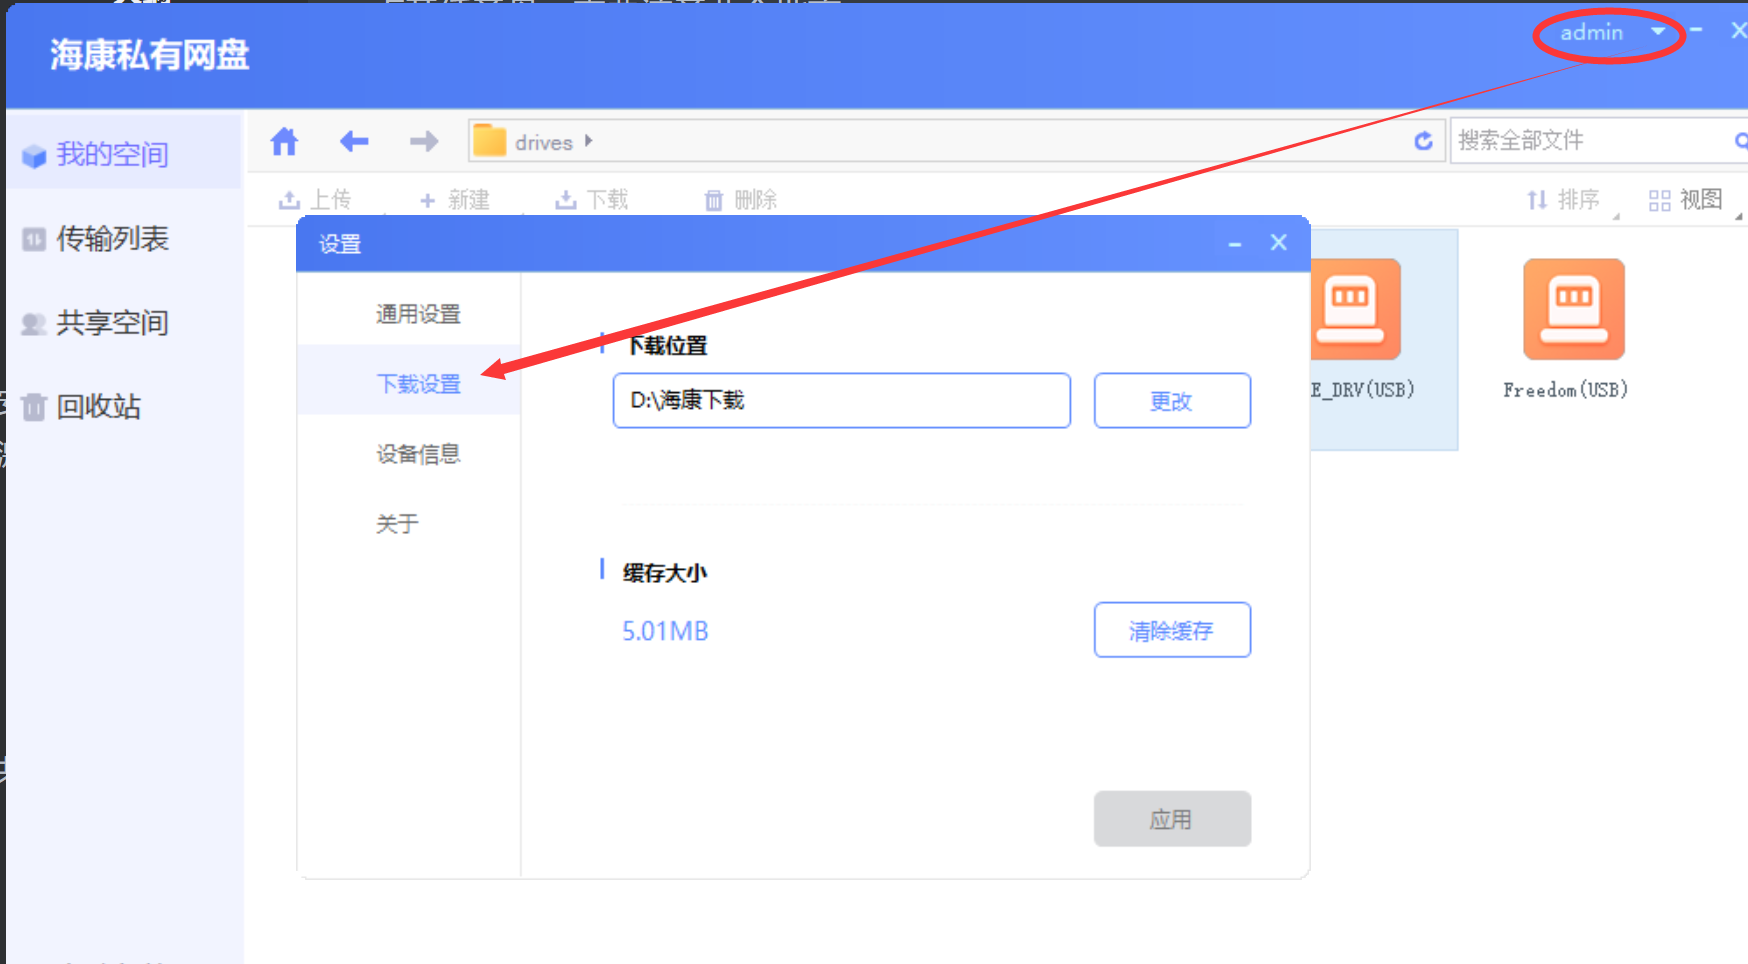 海康私有网盘
admin
我的空间
传输列表
共享空间
回收站
drives
搜索全部文件
上传
新建
下载
删除
排序
视图
设置
通用设置
下载设置
设备信息
关于
下载位置
D:\海康下载
更改
缓存大小
5.01MB
清除缓存
应用
E_DRV(USB)
Freedom(USB)